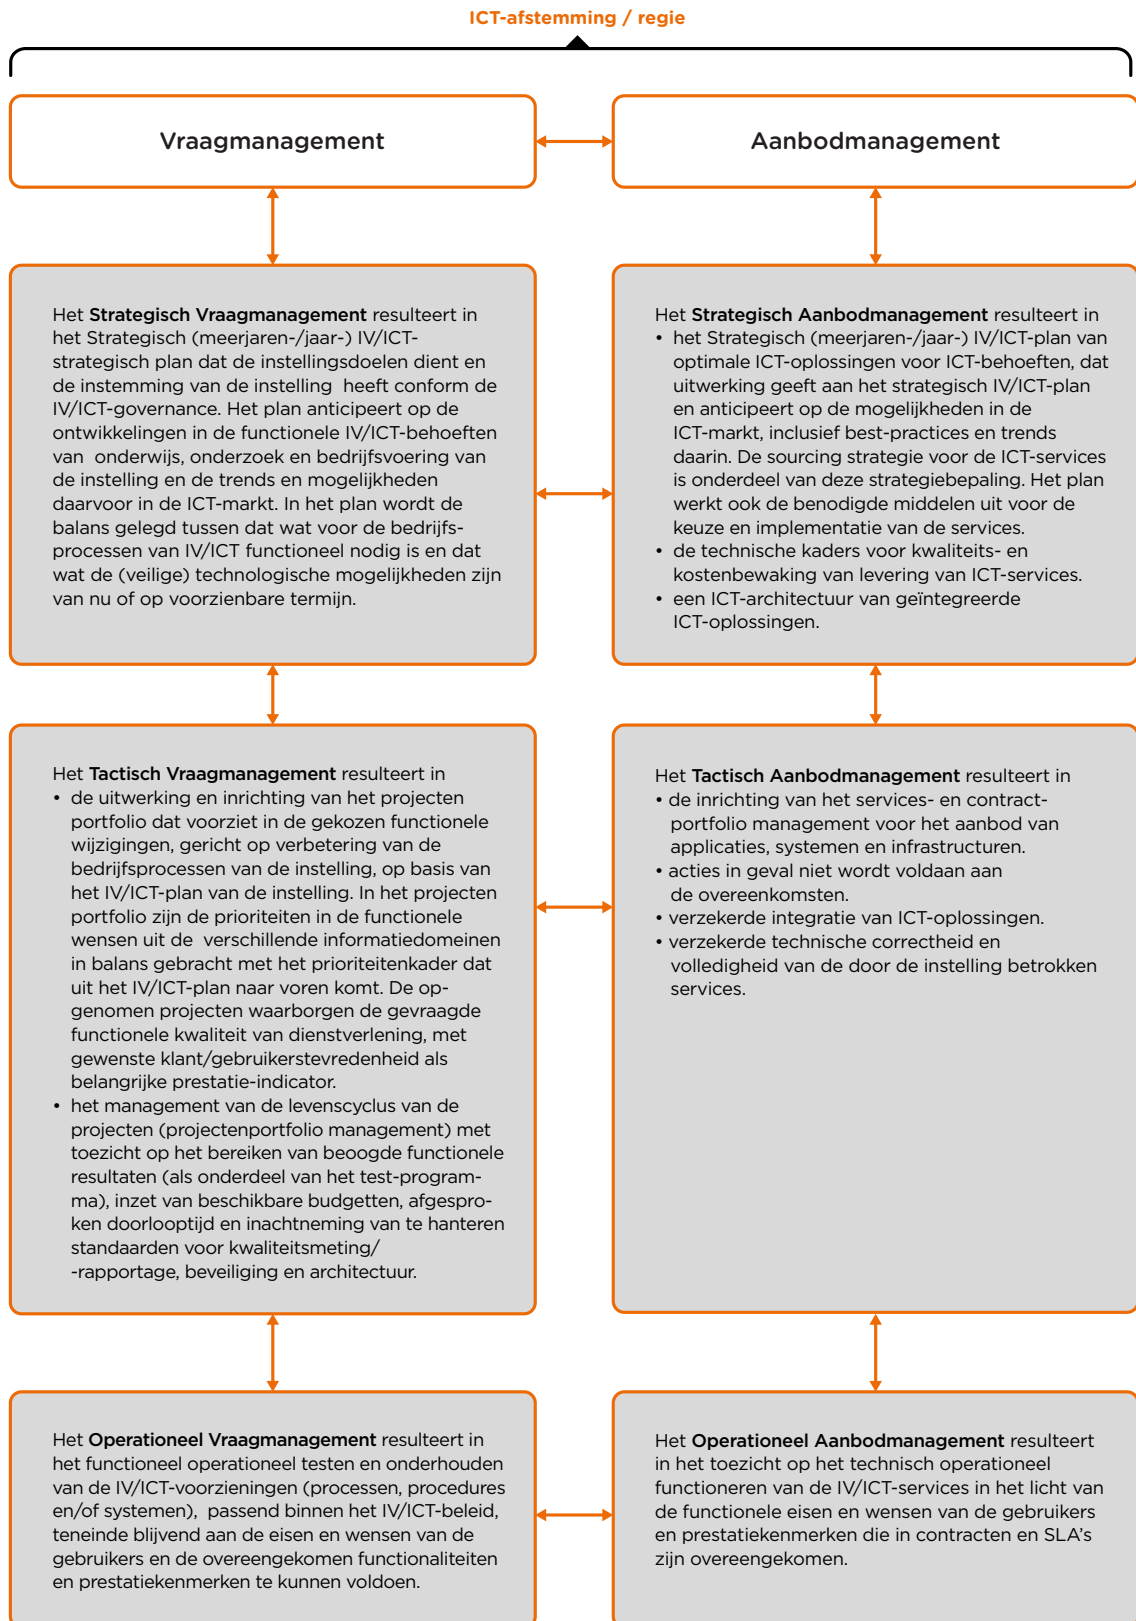 ICT-afstemming / regie
Vraagmanagement
Aanbodmanagement
Het Strategisch Vraagmanagement resulteert in
het Strategisch (meerjaren-/jaar-) IV/ICT-
strategisch plan dat de instellingsdoelen dient en
de instemming van de instelling heeft conform de
IV/ICT-governance. Het plan anticipeert op de
ontwikkelingen in de functionele IV/ICT-behoeften
van onderwijs, onderzoek en bedrijfsvoering van
de instelling en de trends en mogelijkheden
daarvoor in de ICT-markt. In het plan wordt de
balans gelegd tussen dat wat voor de bedrijfs-
processen van IV/ICT functioneel nodig is en dat
wat de (veilige) technologische mogelijkheden zijn
van nu of op voorzienbare termijn.
Het Strategisch Aanbodmanagement resulteert in
• het Strategisch (meerjaren-/jaar-) IV/ICT-plan van
optimale ICT-oplossingen voor ICT-behoeften, dat
uitwerking geeft aan het strategisch IV/ICT-plan
en anticipeert op de mogelijkheden in de
ICT-markt, inclusief best-practices en trends
daarin. De sourcing strategie voor de ICT-services
is onderdeel van deze strategiebepaling. Het plan
werkt ook de benodigde middelen uit voor de
keuze en implementatie van de services.
• de technische kaders voor kwaliteits- en
kostenbewaking van levering van ICT-services.
• een ICT-architectuur van geïntegreerde
ICT-oplossingen.
Het Tactisch Vraagmanagement resulteert in
• de uitwerking en inrichting van het projecten
portfolio dat voorziet in de gekozen functionele
wijzigingen, gericht op verbetering van de
bedrijfsprocessen van de instelling, op basis van
het IV/ICT-plan van de instelling. In het projecten
portfolio zijn de prioriteiten in de functionele
wensen uit de verschillende informatiedomeinen
in balans gebracht met het prioriteitenkader dat
uit het IV/ICT-plan naar voren komt. De op-
genomen projecten waarborgen de gevraagde
functionele kwaliteit van dienstverlening, met
gewenste klant/gebruikerstevredenheid als
belangrijke prestatie-indicator.
• het management van de levenscyclus van de
projecten (projectenportfolio management) met
toezicht op het bereiken van beoogde functionele
resultaten (als onderdeel van het test-program-
ma), inzet van beschikbare budgetten, afgespro-
ken doorlooptijd en inachtneming van te hanteren
standaarden voor kwaliteitsmeting/
-rapportage, beveiliging en architectuur.
Het Tactisch Aanbodmanagement resulteert in
• de inrichting van het services- en contract-
portfolio management voor het aanbod van
applicaties, systemen en infrastructuren.
• acties in geval niet wordt voldaan aan
de overeenkomsten.
• verzekerde integratie van ICT-oplossingen.
• verzekerde technische correctheid en
volledigheid van de door de instelling betrokken
services.
Het Operationeel Vraagmanagement resulteert in
het functioneel operationeel testen en onderhouden
van de IV/ICT-voorzieningen (processen, procedures
en/of systemen), passend binnen het IV/ICT-beleid,
teneinde blijvend aan de eisen en wensen van de
gebruikers en de overeengekomen functionaliteiten
en prestatiekenmerken te kunnen voldoen.
Het Operationeel Aanbodmanagement resulteert
in het toezicht op het technisch operationeel
functioneren van de IV/ICT-services in het licht van
de functionele eisen en wensen van de gebruikers
en prestatiekenmerken die in contracten en SLA's
zijn overeengekomen.